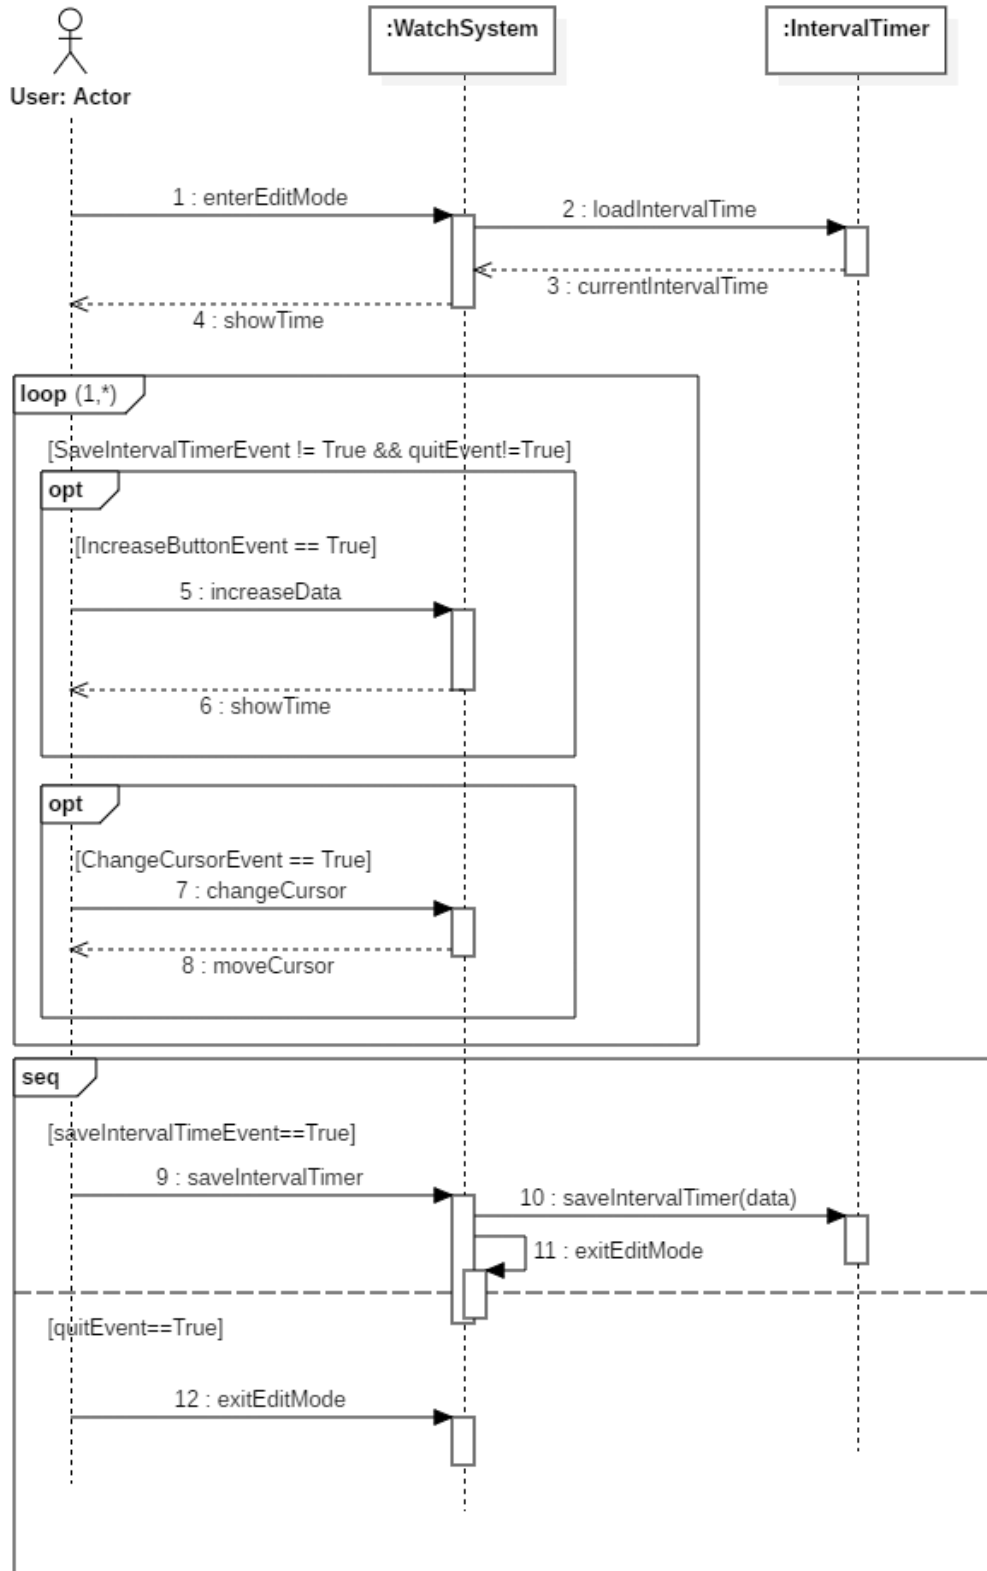 :WatchSystem
:IntervalTimer
User: Actor
1 : enterEditMode
2 : loadIntervalTime
3 : currentIntervalTime
4 : showTime
loop (1,*)
[SaveIntervalTimerEvent != True && quitEvent!=True]
opt
[IncreaseButtonEvent == True]
5 : increaseData
6 : showTime
opt
[ChangeCursorEvent == True]
7 : changeCursor
8 : moveCursor
seq
[saveIntervalTimeEvent==True]
9 : saveIntervalTimer
10 : saveIntervalTimer(data)
11 : exitEditMode
[quitEvent==True]
12 : exitEditMode